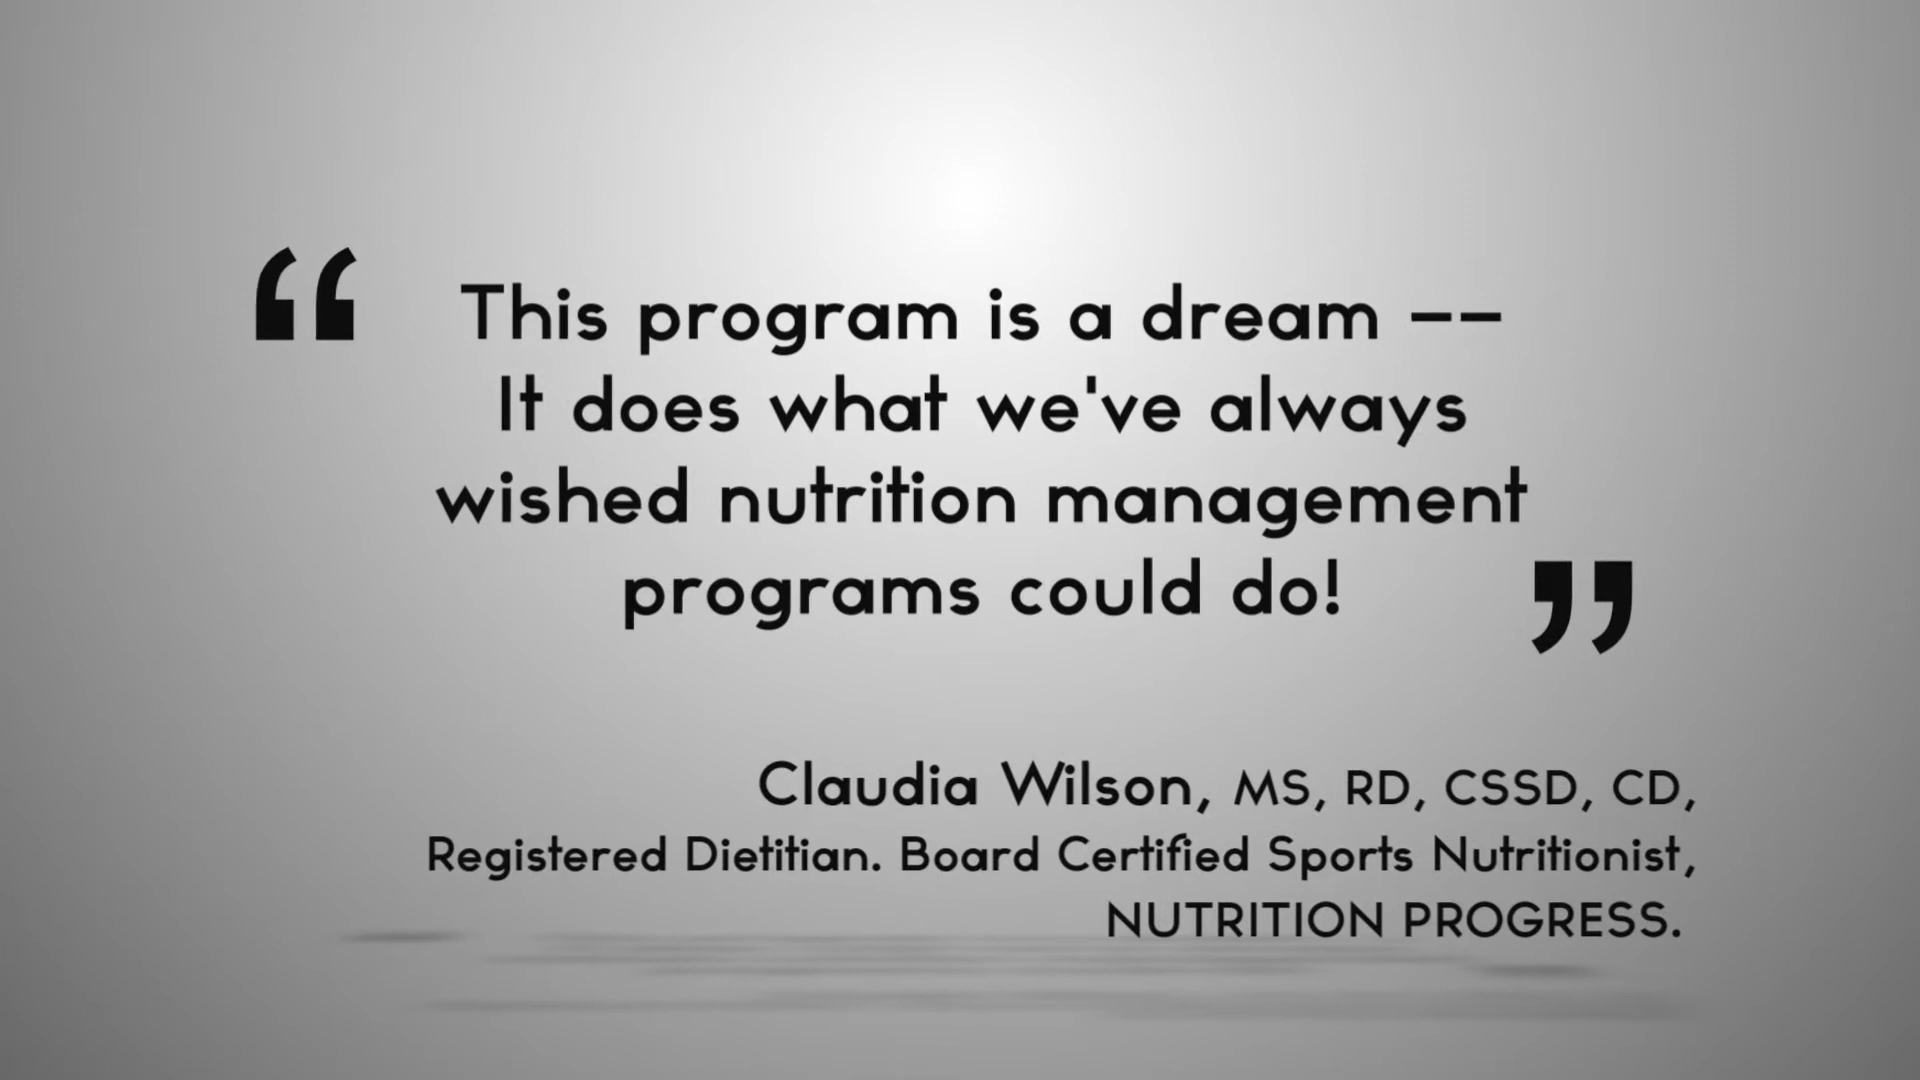 “ This program is a dream --
It does what we've always
wished nutrition management
programs could do! ”
Claudia Wilson, MS, RD, CSSD, CD,
Registered Dietitian. Board Certified Sports Nutritionist,
NUTRITION PROGRESS.